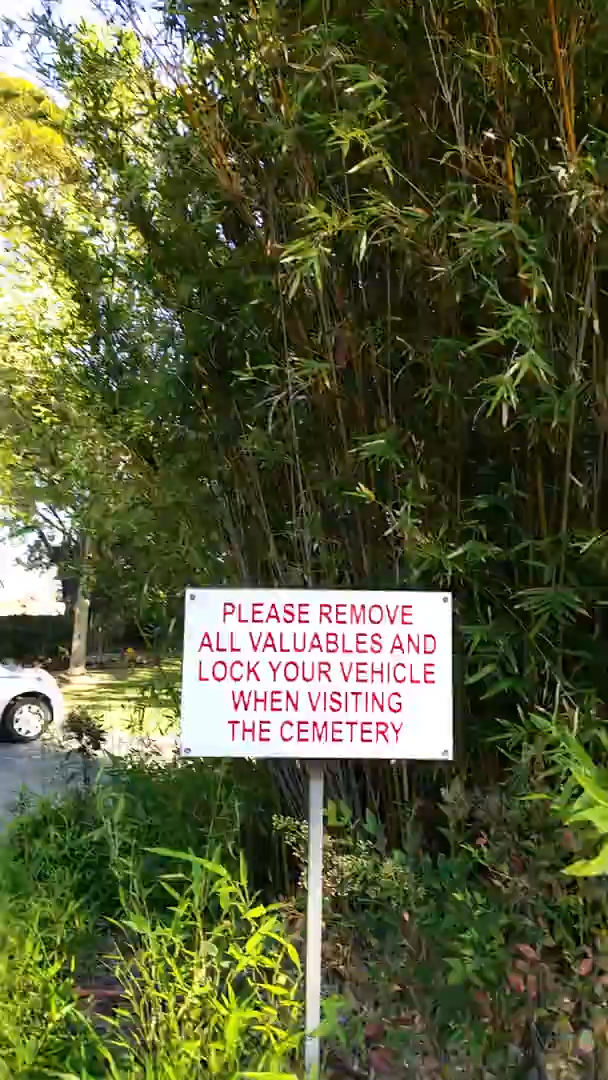 PLEASE REMOVE
ALL VALUABLES AND
LOCK YOUR VEHICLE
WHEN VISITING
THE CEMETERY